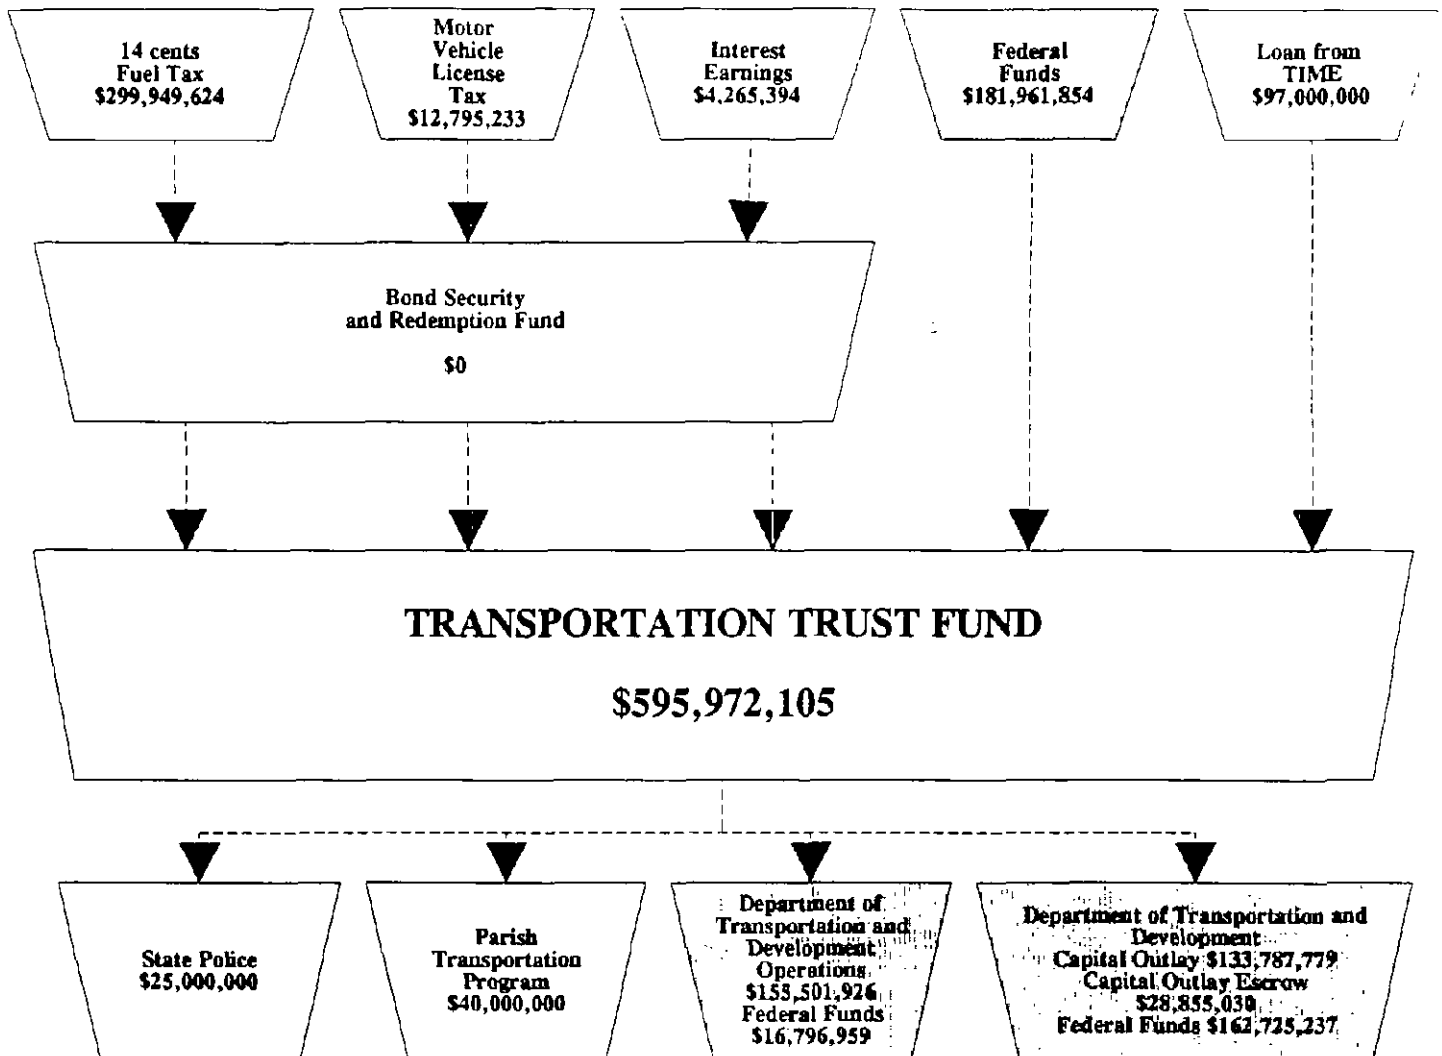 14 cents
Fuel Tax
$299,949,624
Motor
Vehicle
License
Tax
$12,795,233
Interest
Earnings
$4,265,394
Federal
Funds
$181,961,854
Loan from
TIME
$97,000,000
Bond Security
and Redemption Fund
$0
TRANSPORTATION TRUST FUND
$595,972,105
State Police
$25,000,000
Parish
Transportation
Program
$40,000,000
Department of
Transportation and
Development
Operations
$153,501,926
Federal Funds
$16,796,959
Department of Transportation and
Development
Capital Outlay $133,787,779
Capital Outlay Escrow
$28,855,030
Federal Funds $162,725,237